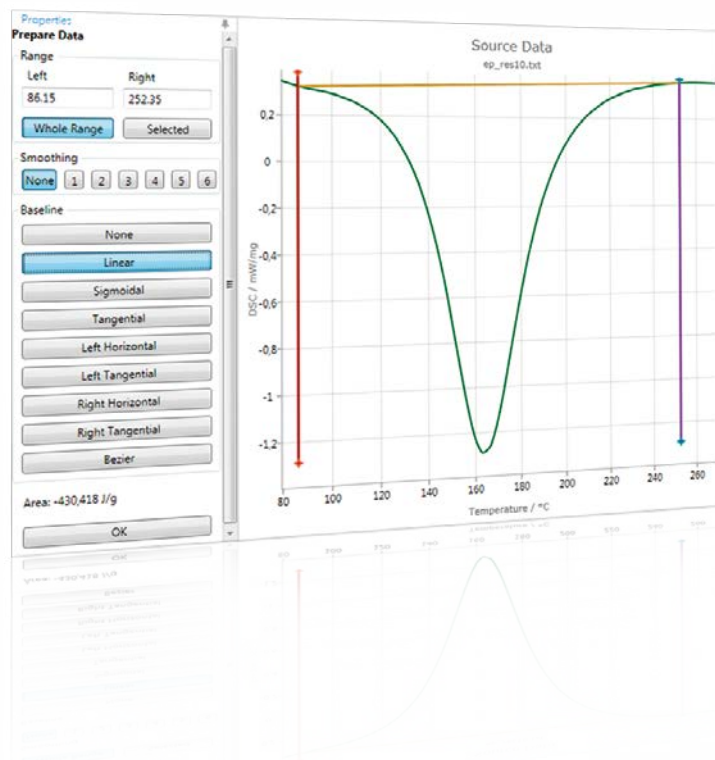 Properties
Prepare Data
Range
Left Right
86.15 252.35
Whole Range Selected
Smoothing
None 1 2 3 4 5 6
Baseline
None
Linear
Sigmoidal
Tangential
Left Horizontal
Left Tangential
Right Horizontal
Right Tangential
Bezier
Area: -430,418 J/g
OK
Source Data
ep_res10.txt
DSC / mW/mg
0,2
0
-0,2
-0,4
-0,6
-0,8
-1
-1,2
80 100 120 140 160 180 200 220 240 260
Temperature / °C